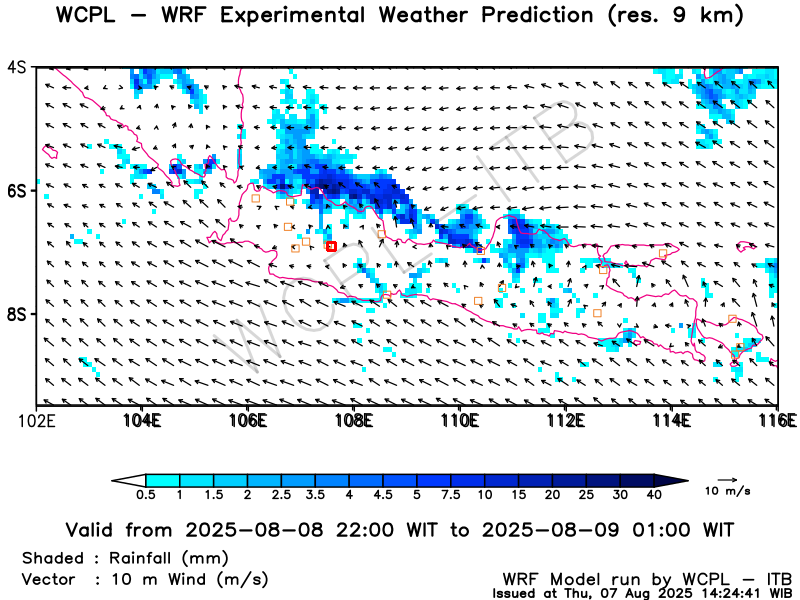 WCPL – WRF Experimental Weather Prediction (res. 9 km)
4S
6S
8S
WCPL-ITB
102E 104E 106E 108E 110E 112E 114E 116E
0.5 1 1.5 2 2.5 3.5 4 4.5 5 7.5 10 15 20 25 30 40
10 m/s
Valid from 2025-08-08 22:00 WIT to 2025-08-09 01:00 WIT
Shaded : Rainfall (mm)
Vector : 10 m Wind (m/s)
WRF Model run by WCPL – ITB
Issued at Thu, 07 Aug 2025 14:24:41 WIB